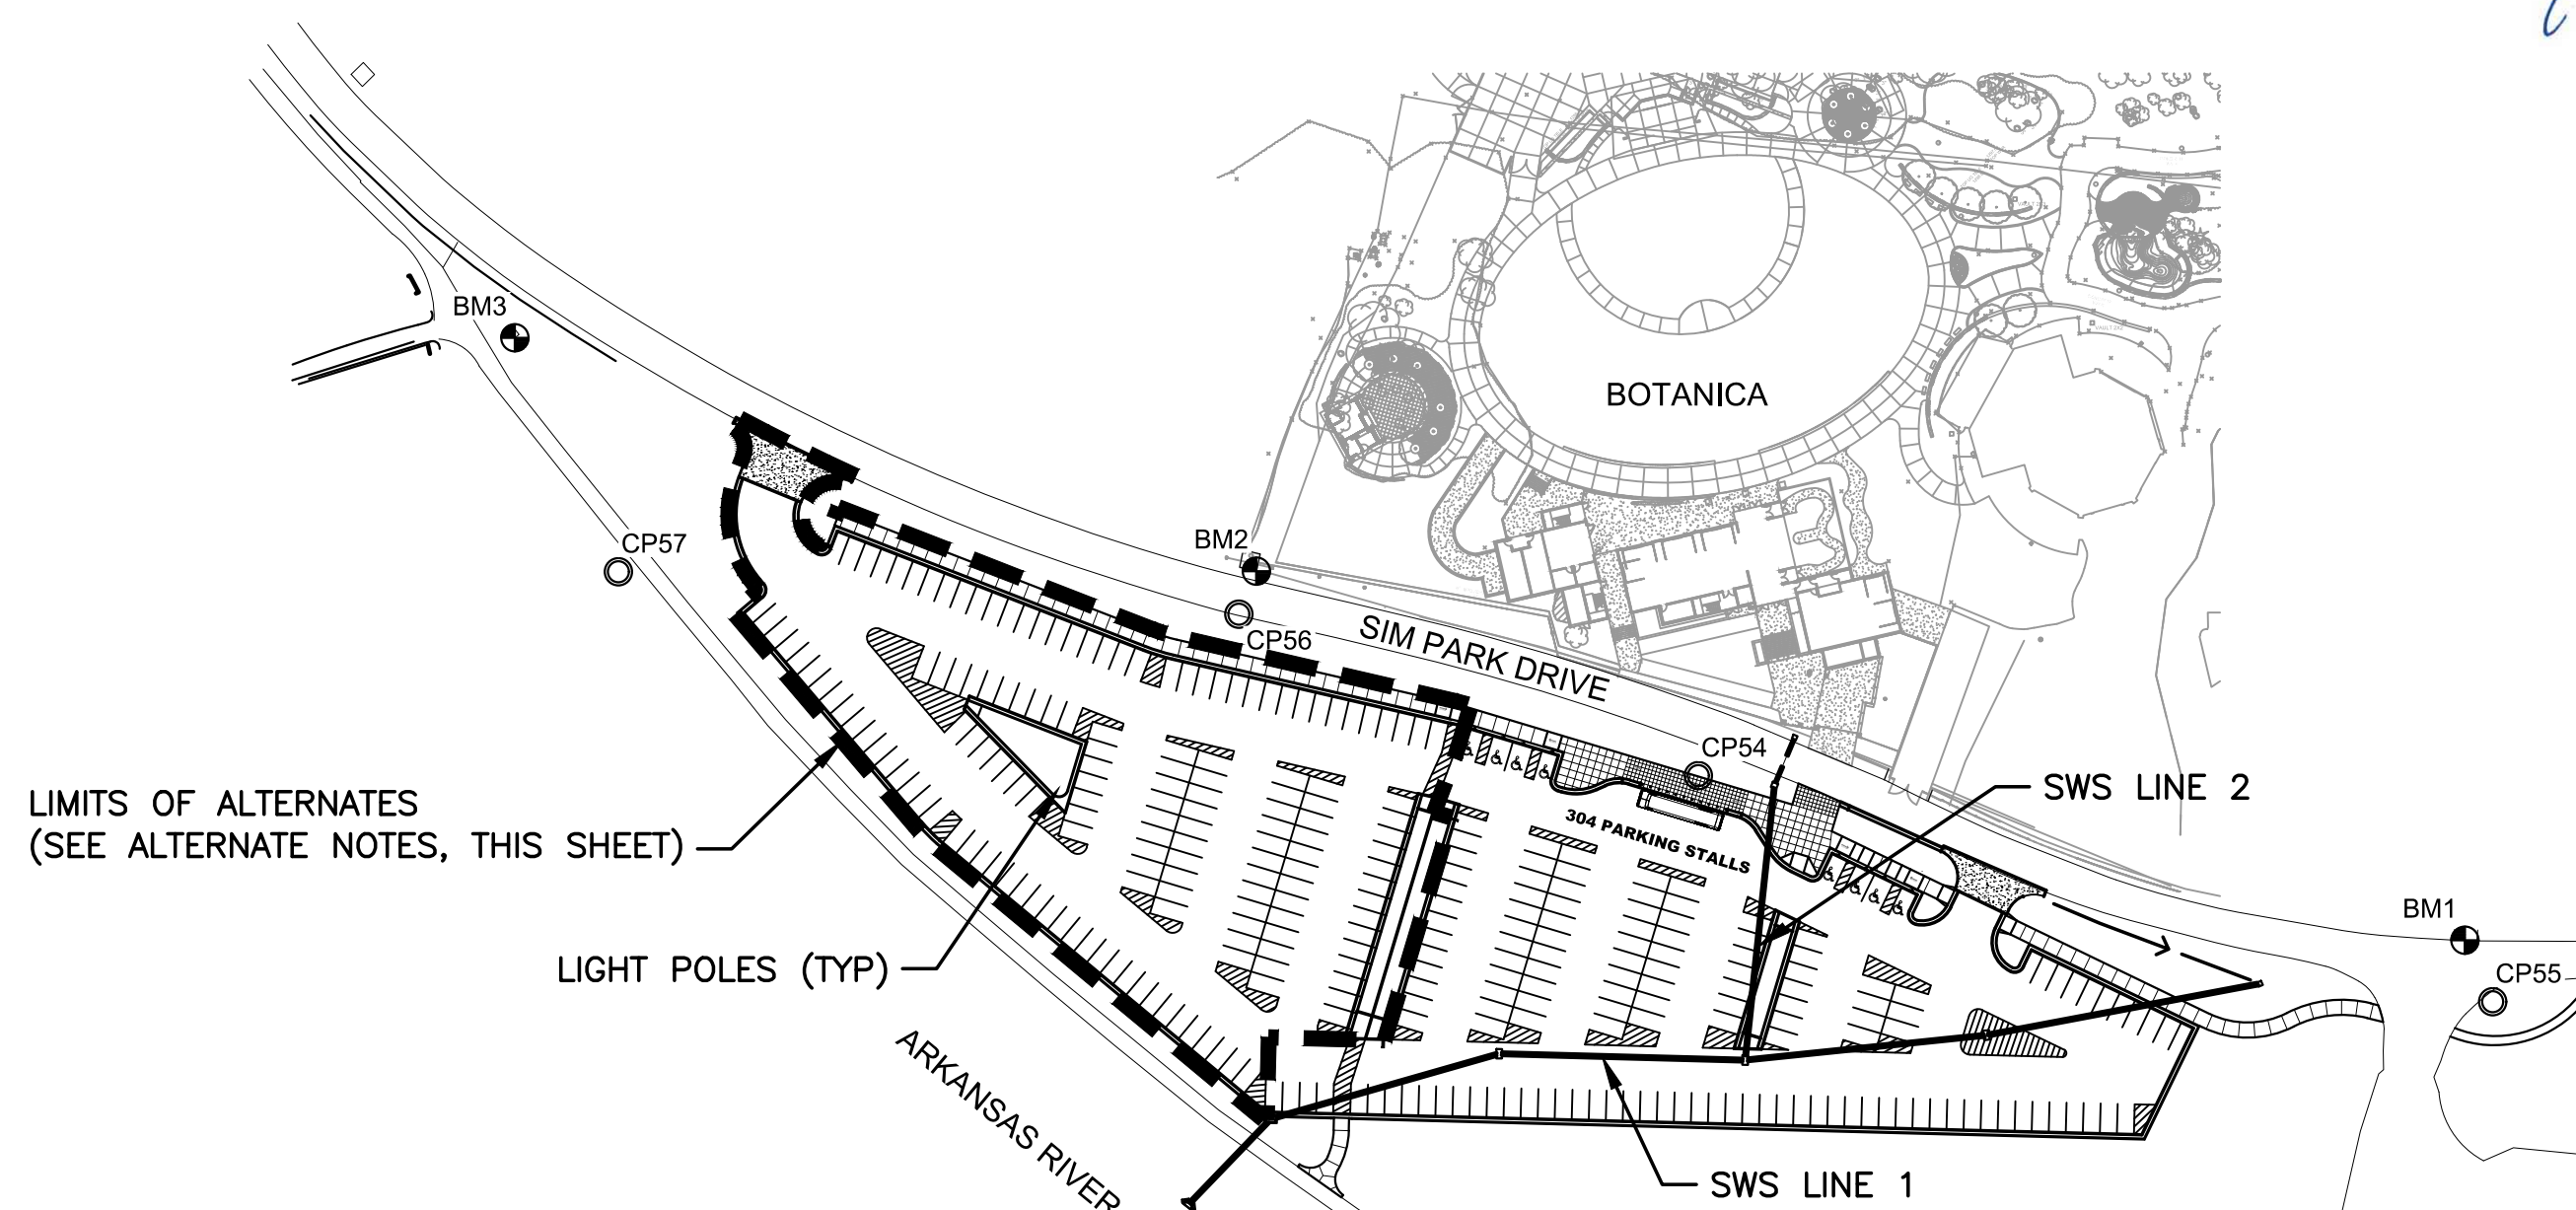 BM3
BOTANICA
CP57
BM2
CP56
SIM PARK DRIVE
CP54
SWS LINE 2
LIMITS OF ALTERNATES
(SEE ALTERNATE NOTES, THIS SHEET)
304 PARKING STALLS
BM1
LIGHT POLES (TYP)
CP55
ARKANSAS RIVER
SWS LINE 1